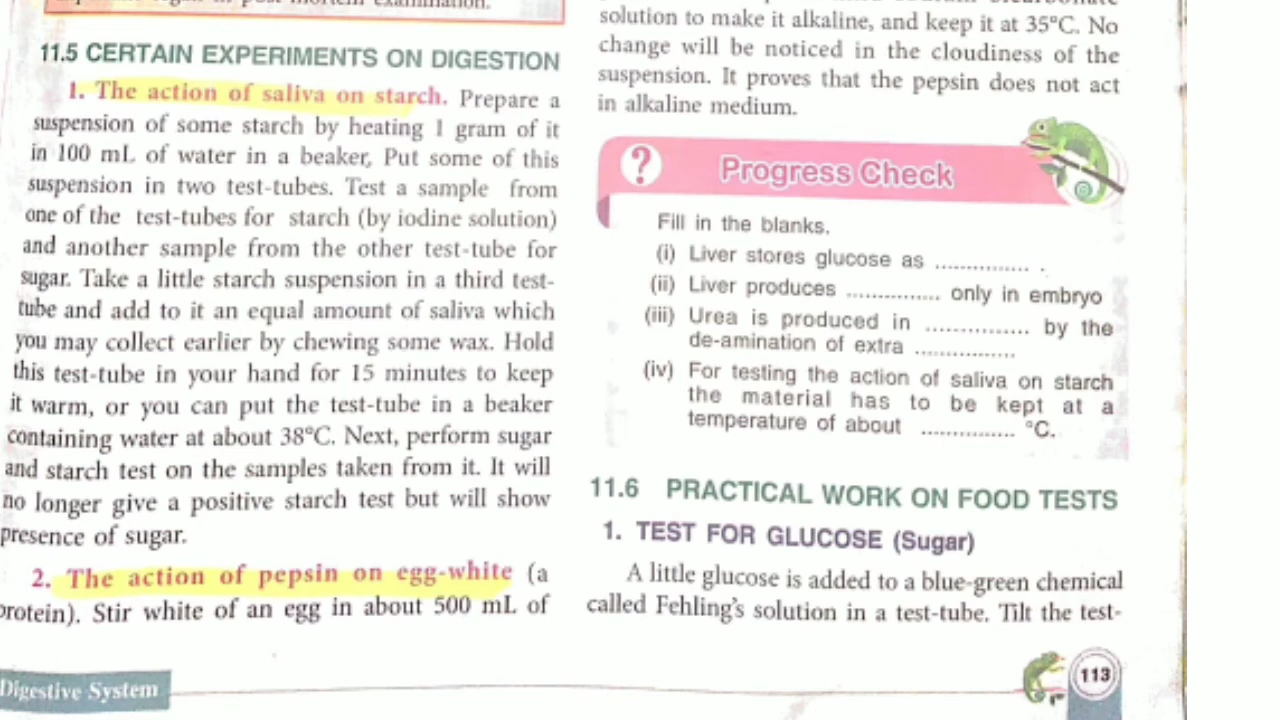 in post mortem examination.
11.5 CERTAIN EXPERIMENTS ON DIGESTION
1. The action of saliva on starch. Prepare a
suspension of some starch by heating 1 gram of it
in 100 mL of water in a beaker, Put some of this
suspension in two test-tubes. Test a sample from
one of the test-tubes for starch (by iodine solution)
and another sample from the other test-tube for
sugar. Take a little starch suspension in a third test-
tube and add to it an equal amount of saliva which
you may collect earlier by chewing some wax. Hold
this test-tube in your hand for 15 minutes to keep
it warm, or you can put the test-tube in a beaker
containing water at about 38°C. Next, perform sugar
and starch test on the samples taken from it. It will
no longer give a positive starch test but will show
presence of sugar.
2. The action of pepsin on egg-white (a
protein). Stir white of an egg in about 500 mL of
Digestive System
solution to make it alkaline, and keep it at 35°C. No
change will be noticed in the cloudiness of the
suspension. It proves that the pepsin does not act
in alkaline medium.
? Progress Check
Fill in the blanks.
(i) Liver stores glucose as ............... .
(ii) Liver produces ............... only in embryo
(iii) Urea is produced in ................ by the
de-amination of extra ................
(iv) For testing the action of saliva on starch
the material has to be kept at a
temperature of about ............... °C.
11.6 PRACTICAL WORK ON FOOD TESTS
1. TEST FOR GLUCOSE (Sugar)
A little glucose is added to a blue-green chemical
called Fehling's solution in a test-tube. Tilt the test-
113